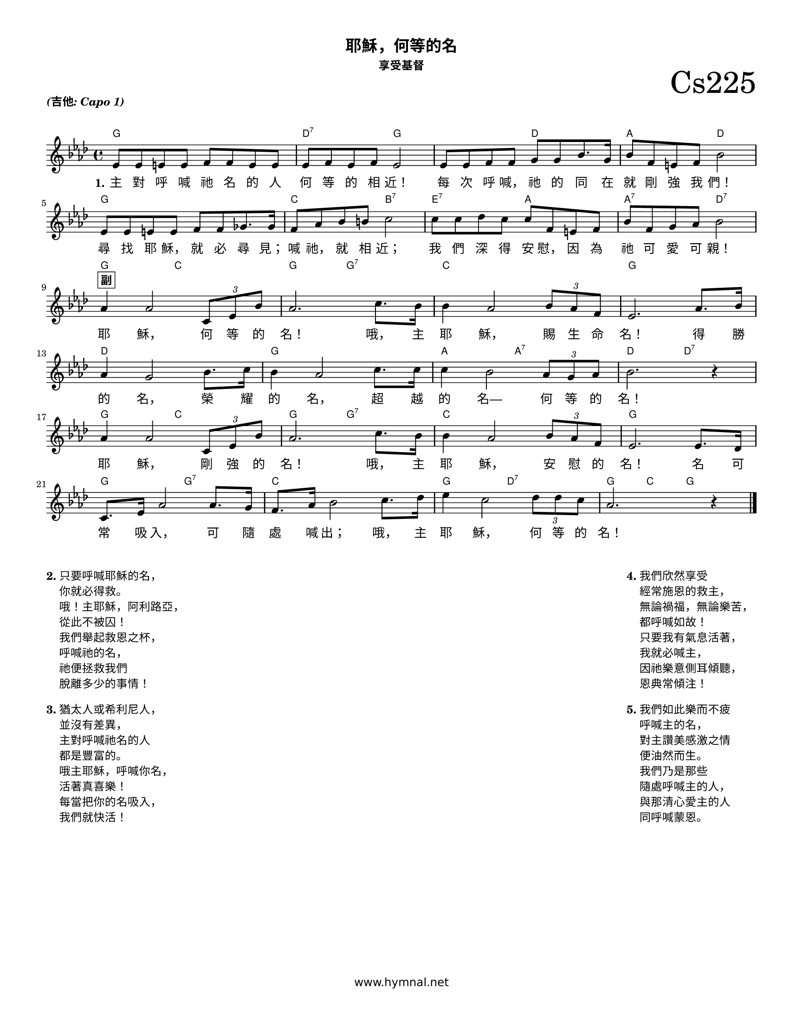 耶穌，何等的名
享受基督
Cs225
(吉他: Capo 1)
G D7 G D A D
1. 主 對 呼 喊 祂 名 的 人 何 等 的 相 近！ 每 次 呼 喊， 祂 的 同 在 就 剛 強 我 們！
5 G C B7 E7 A A7 D7
尋 找 耶 穌， 就 必 尋 見； 喊 祂， 就 相 近； 我 們 深 得 安 慰， 因 為 祂 可 愛 可 親！
G C G G7 C G
9 副 3 3
耶 穌， 何 等 的 名！ 哦， 主 耶 穌， 賜 生 命 名！ 得 勝
13 D G A A7 3 D D7
的 名， 榮 耀 的 名， 超 越 的 名— 何 等 的 名！
17 G C 3 G G7 C 3 G
耶 穌， 剛 強 的 名！ 哦， 主 耶 穌， 安 慰 的 名！ 名 可
21 G G7 C G D7 3 G C G
常 吸 入， 可 隨 處 喊 出； 哦， 主 耶 穌， 何 等 的 名！
2. 只要呼喊耶穌的名，
你就必得救。
哦！主耶穌，阿利路亞，
從此不被囚！
我們舉起救恩之杯，
呼喊祂的名，
祂便拯救我們
脫離多少的事情！
3. 猶太人或希利尼人，
並沒有差異，
主對呼喊祂名的人
都是豐富的。
哦主耶穌，呼喊你名，
活著真喜樂！
每當把你的名吸入，
我們就快活！
4. 我們欣然享受
經常施恩的救主，
無論禍福，無論樂苦，
都呼喊如故！
只要我有氣息活著，
我就必喊主，
因祂樂意側耳傾聽，
恩典常傾注！
5. 我們如此樂而不疲
呼喊主的名，
對主讚美感激之情
便油然而生。
我們乃是那些
隨處呼喊主的人，
與那清心愛主的人
同呼喊蒙恩。
www.hymnal.net